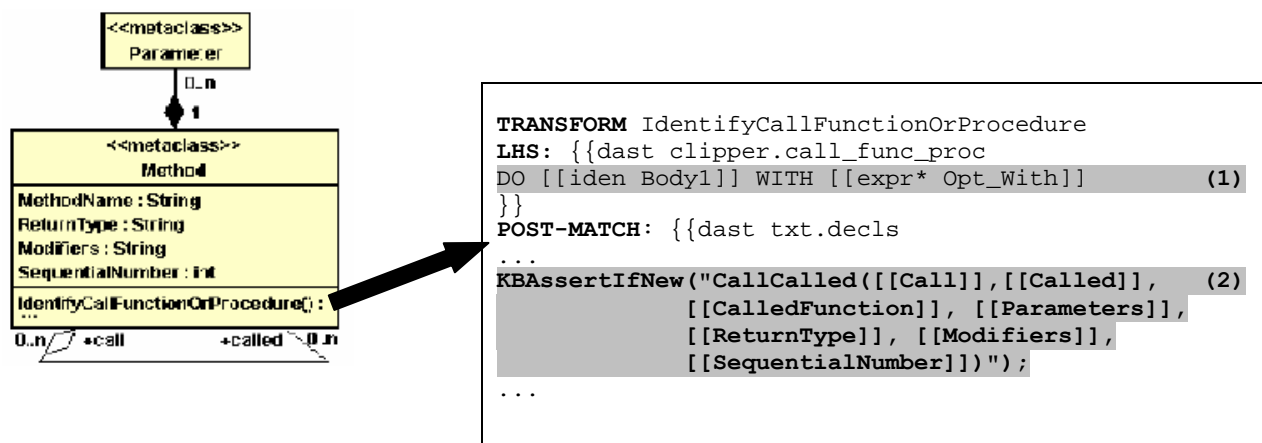 <<metaclass>>
Parameter
0..n
1
<<metaclass>>
Method
MethodName : String
ReturnType : String
Modifiers : String
SequentialNumber : int
IdentifyCallFunctionOrProcedure() :
...
0..n +call +called 0..n
TRANSFORM IdentifyCallFunctionOrProcedure
LHS: {{dast clipper.call_func_proc
DO [[iden Body1]] WITH [[expr* Opt_With]] (1)
}}
POST-MATCH: {{dast txt.decls
...
KBAssertIfNew("CallCalled([[Call]],[[Called]], (2)
[[CalledFunction]], [[Parameters]],
[[ReturnType]], [[Modifiers]],
[[SequentialNumber]])");
...